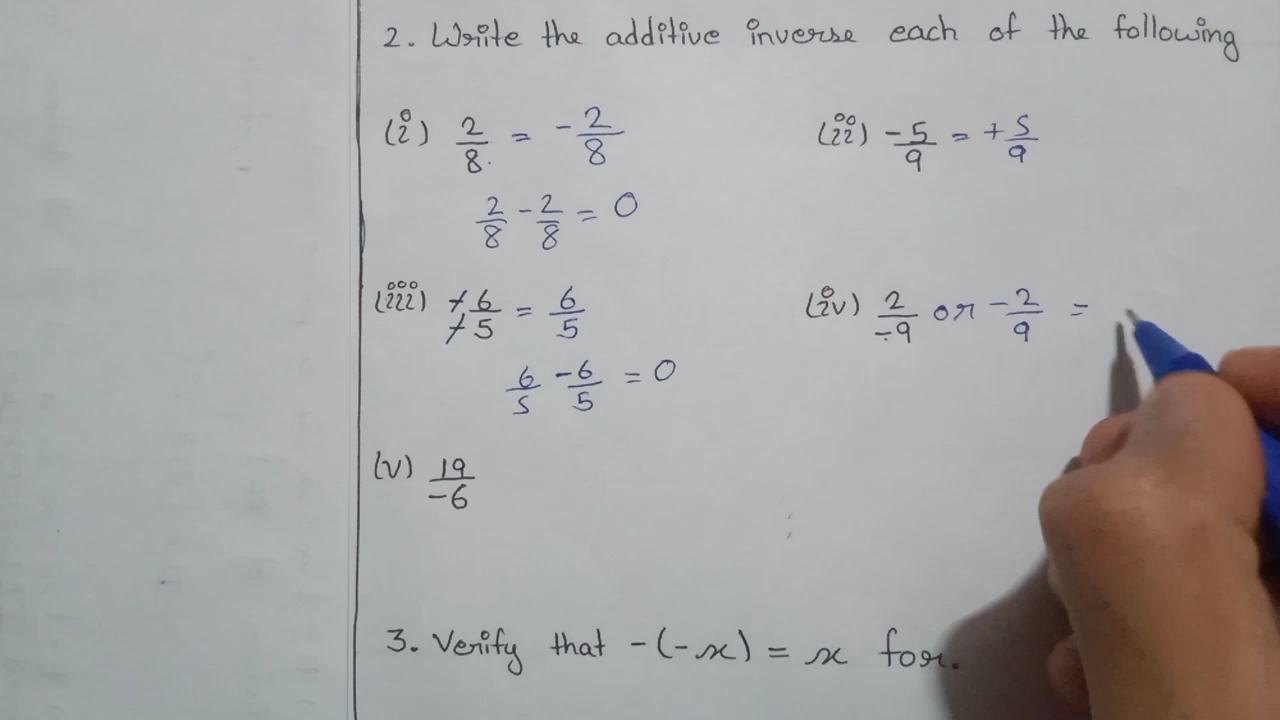 2. Write the additive inverse each of the following
(i) 2/8 = -2/8
(ii) -5/9 = +5/9
2/8 - 2/8 = 0
(iii) -6/-5 = 6/5
(iv) 2/-9 or -2/9 =
6/5 -6/5 = 0
(v) 19/-6
3. Verify that -(-x) = x for.